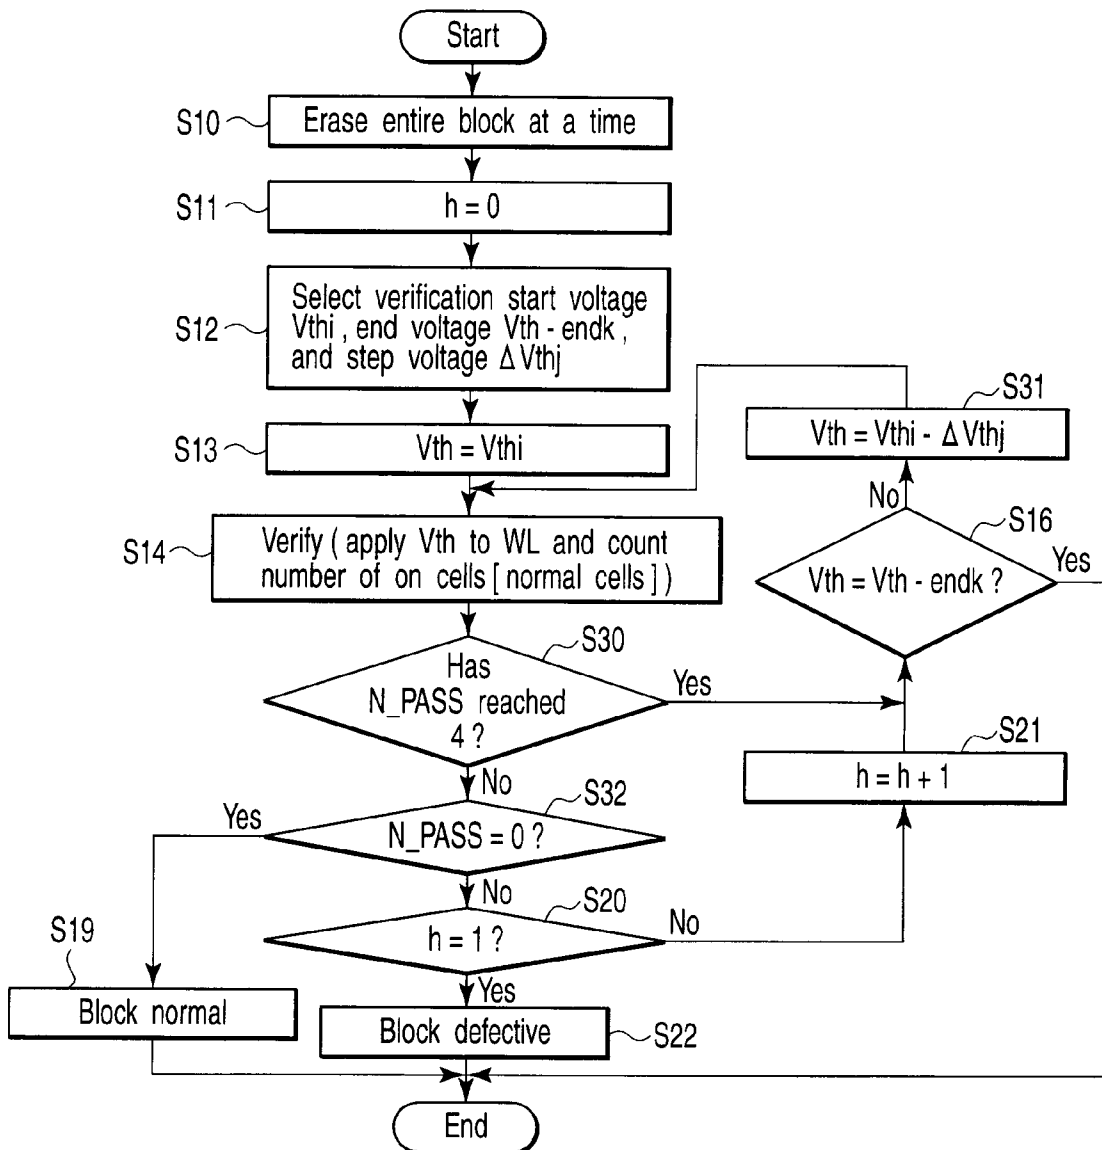 Start
S10
Erase entire block at a time
S11
h = 0
S12
Select verification start voltage
Vthi , end voltage Vth - endk ,
and step voltage Δ Vthj
S13
Vth = Vthi
S31
Vth = Vthi - Δ Vthj
No
S16
Vth = Vth - endk ?
Yes
S14
Verify ( apply Vth to WL and count
number of on cells [ normal cells ] )
S30
Has
N_PASS reached
4 ?
Yes
No
S21
h = h + 1
S32
N_PASS = 0 ?
Yes
No
S20
h = 1 ?
No
Yes
S19
Block normal
Block defective
S22
End